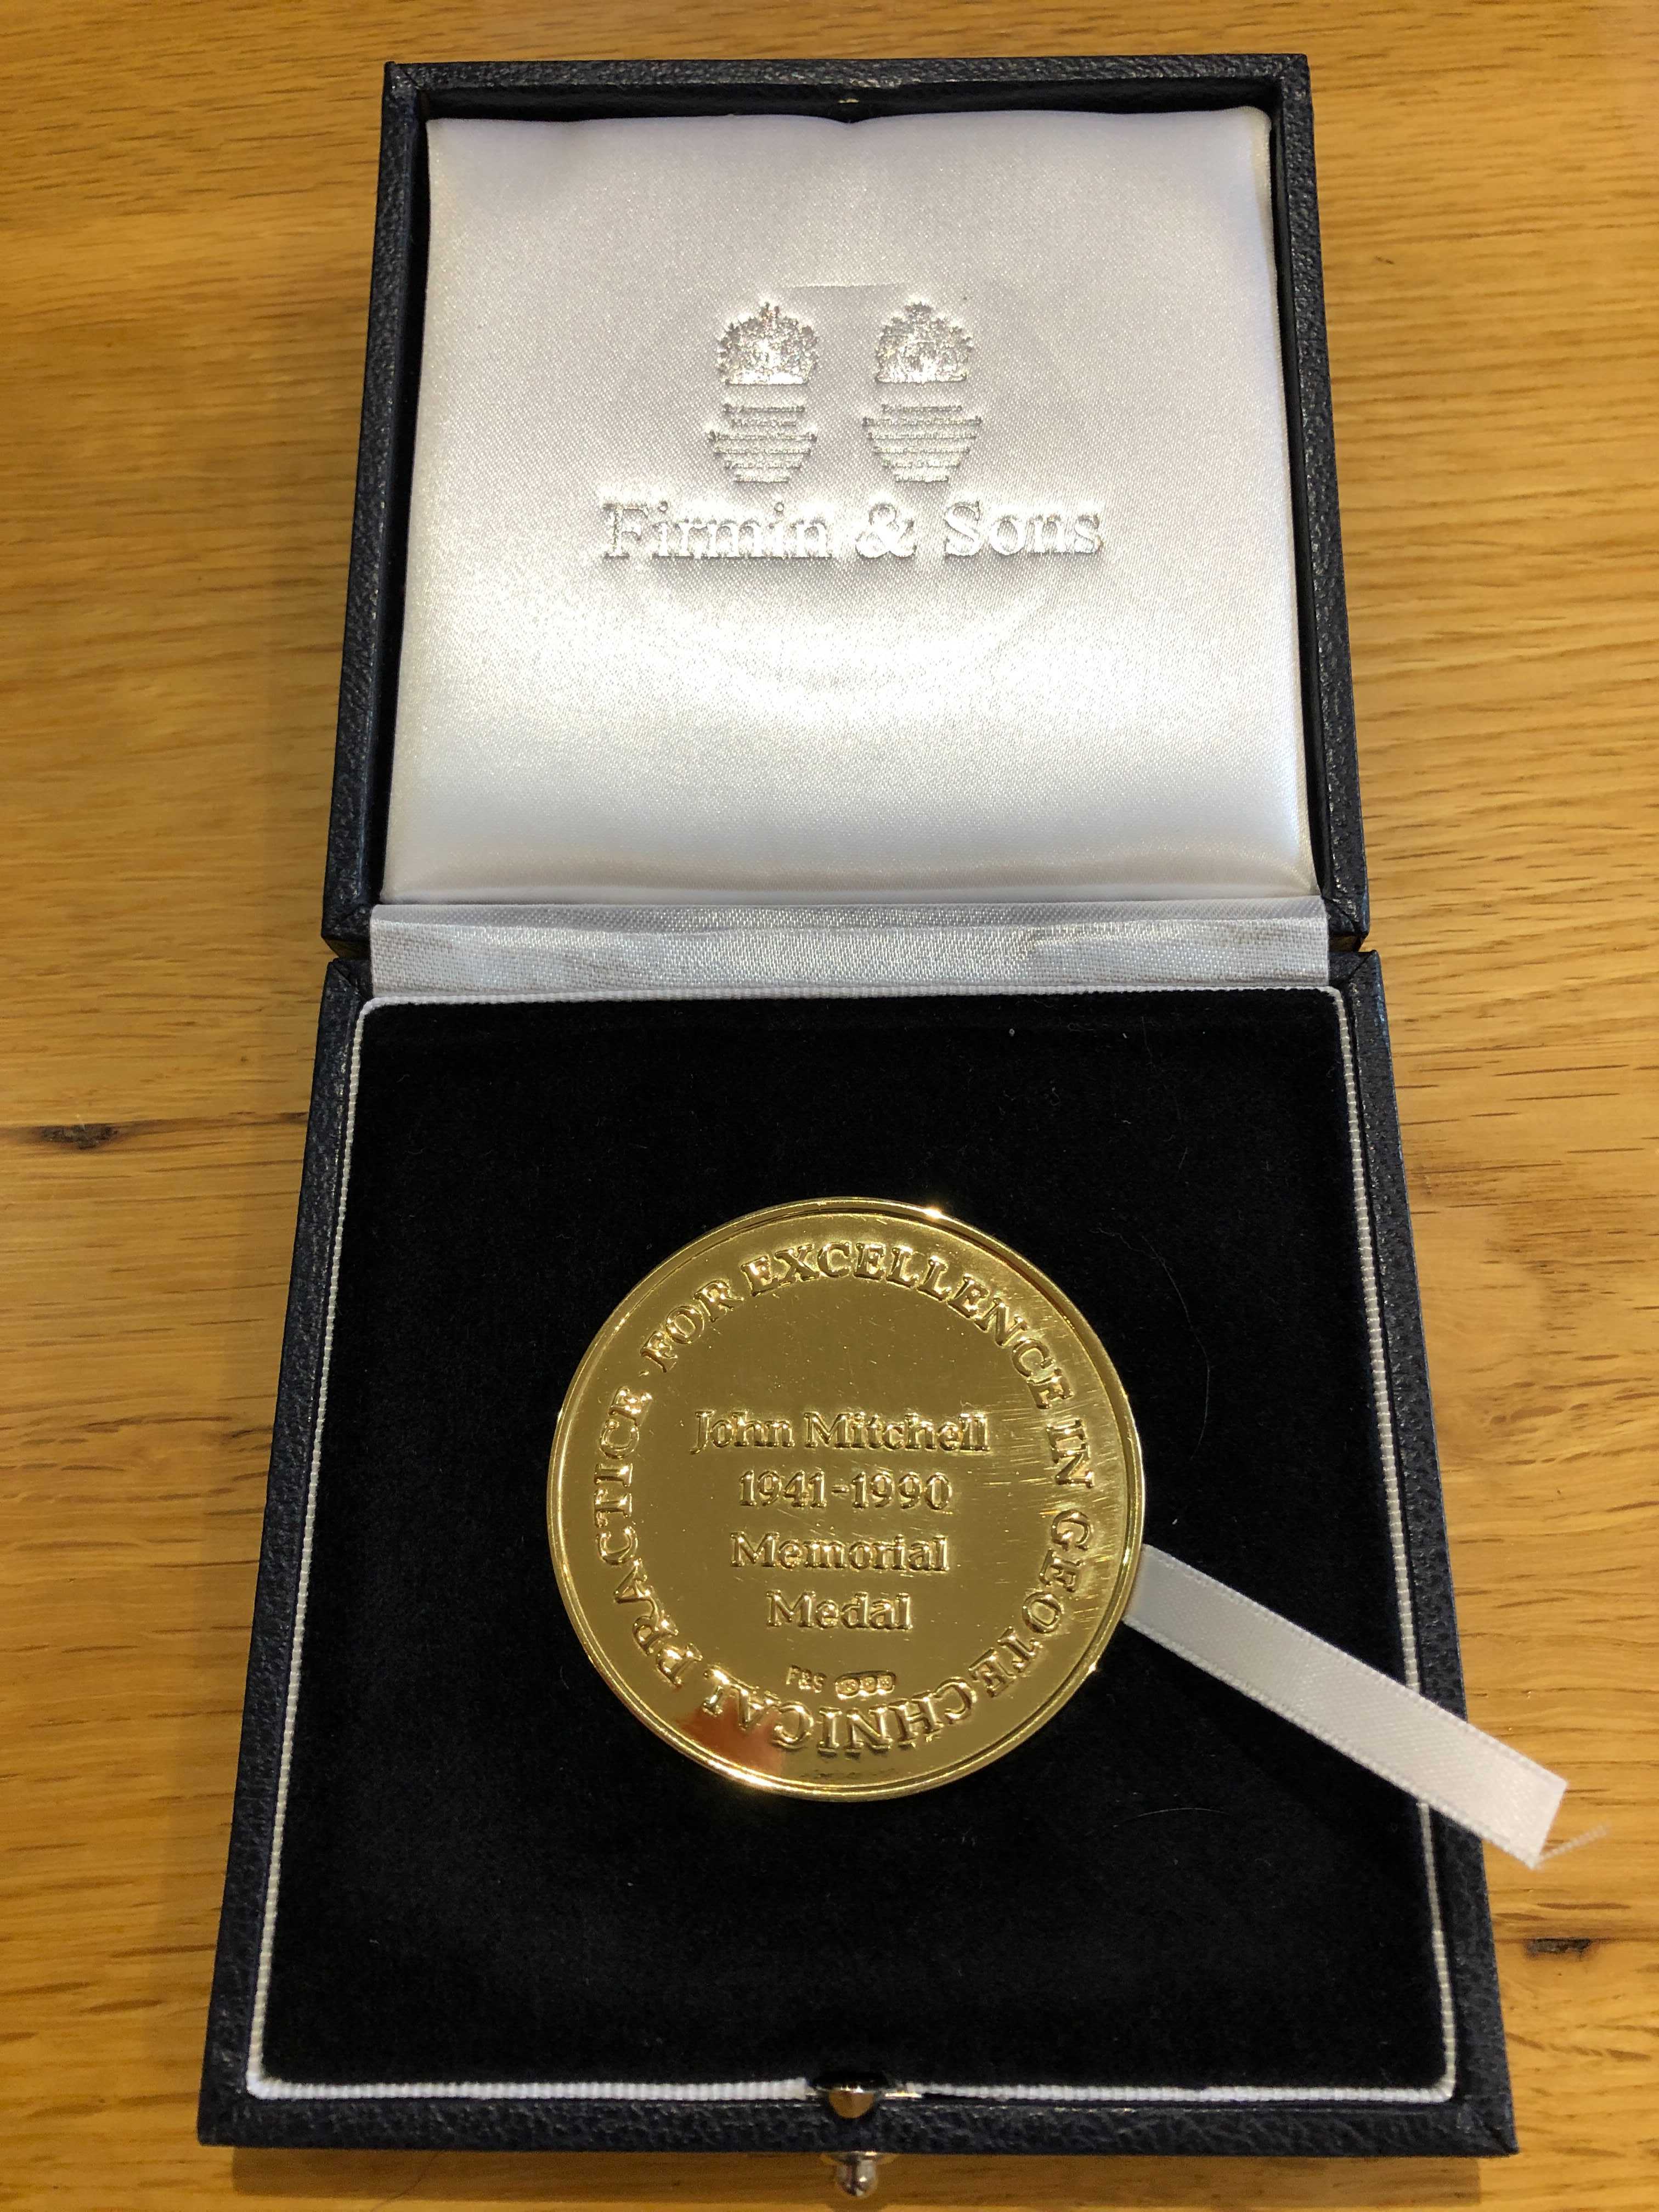 Firmin & Sons
FOR EXCELLENCE IN GEOTECHNICAL PRACTICE ·
John Mitchell
1941-1990
Memorial
Medal
F&S